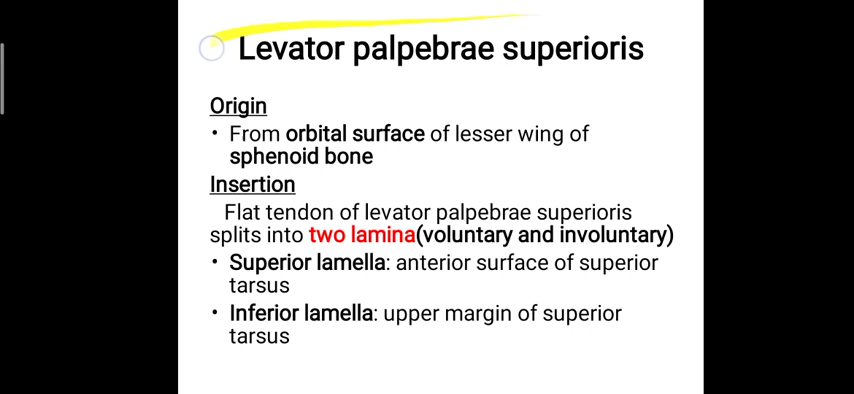 Levator palpebrae superioris
Origin
• From orbital surface of lesser wing of
sphenoid bone
Insertion
Flat tendon of levator palpebrae superioris
splits into two lamina(voluntary and involuntary)
• Superior lamella: anterior surface of superior
tarsus
• Inferior lamella: upper margin of superior
tarsus